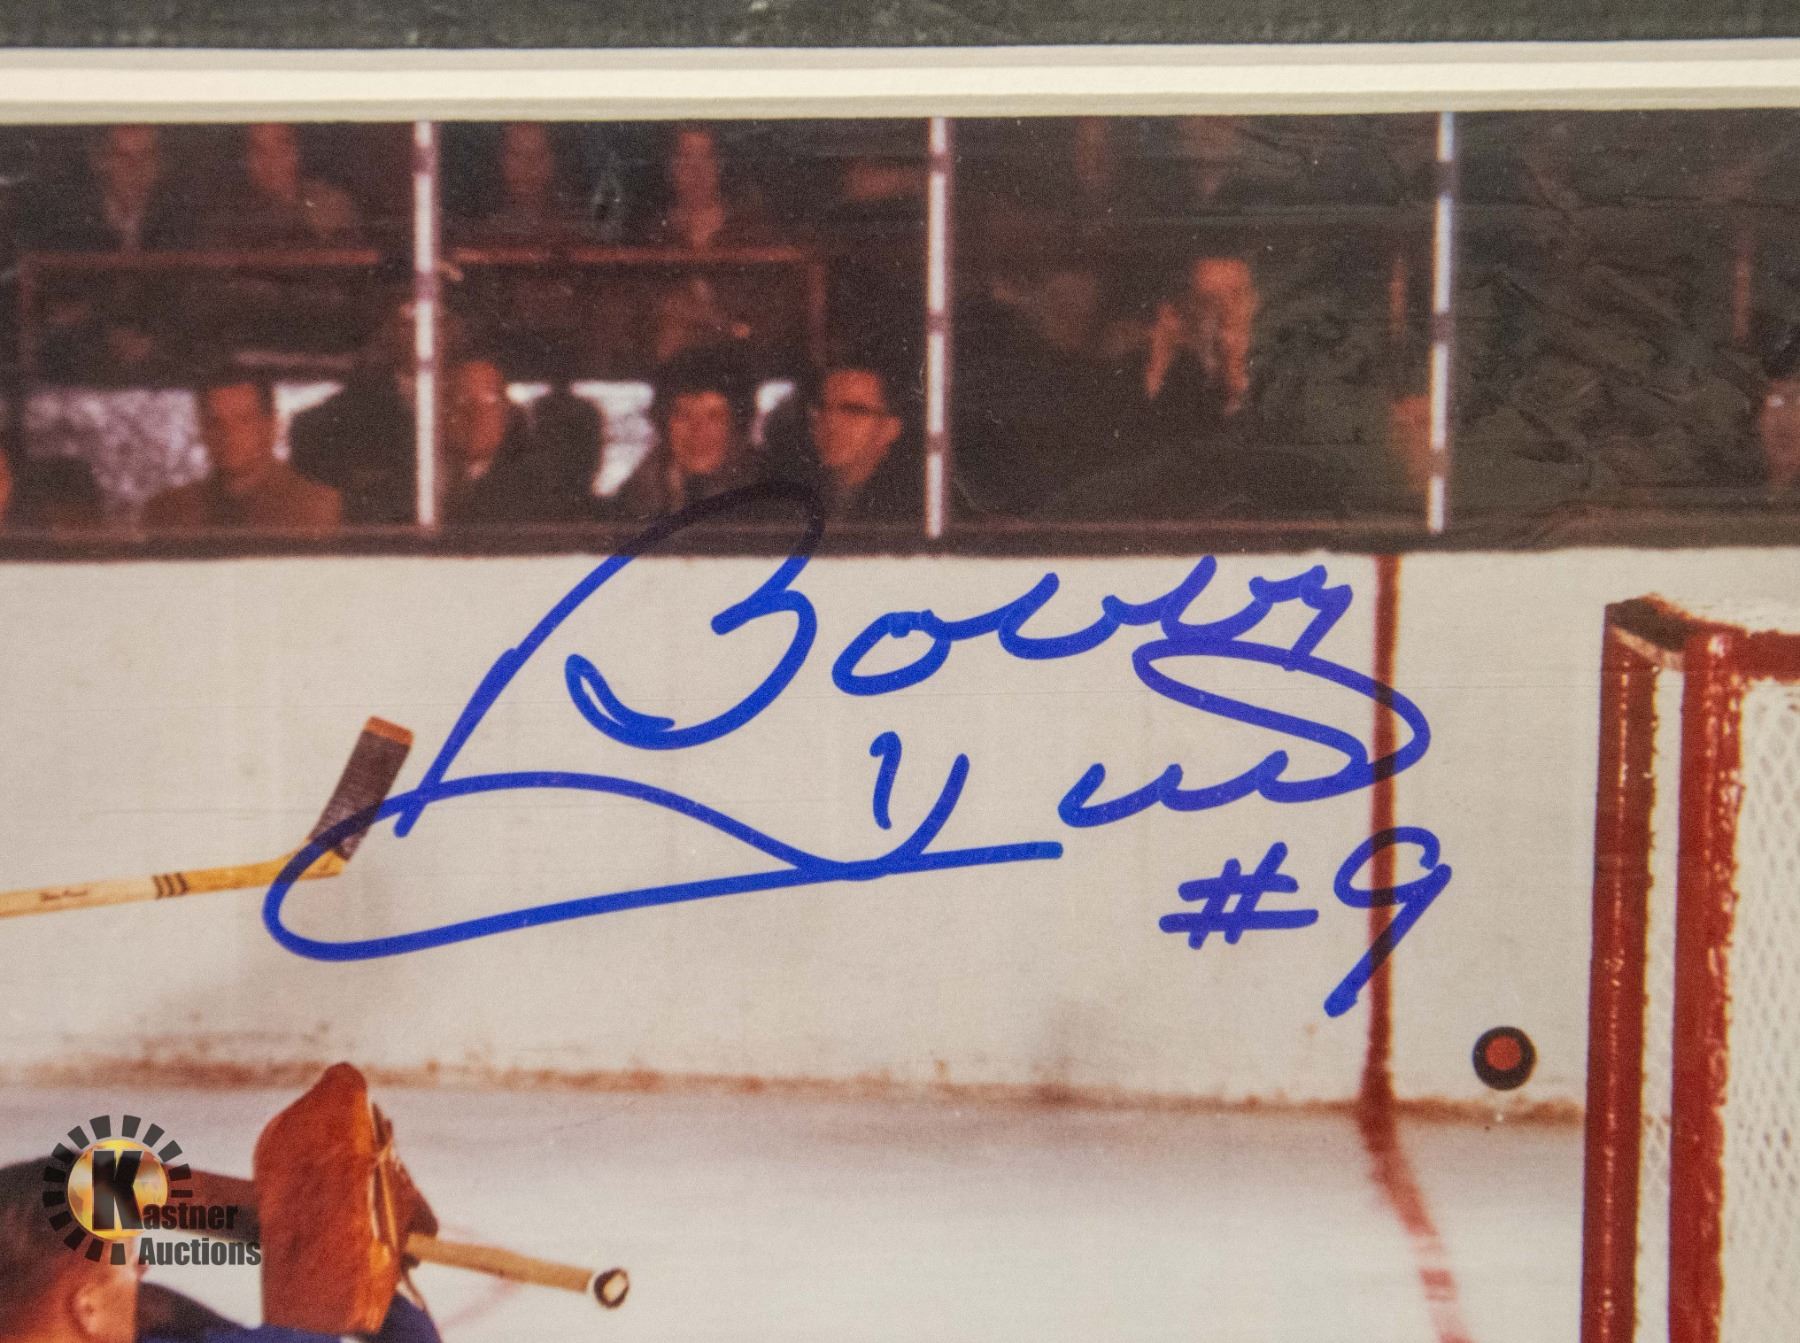 Bobby
Hull
#9
Kastner
Auctions